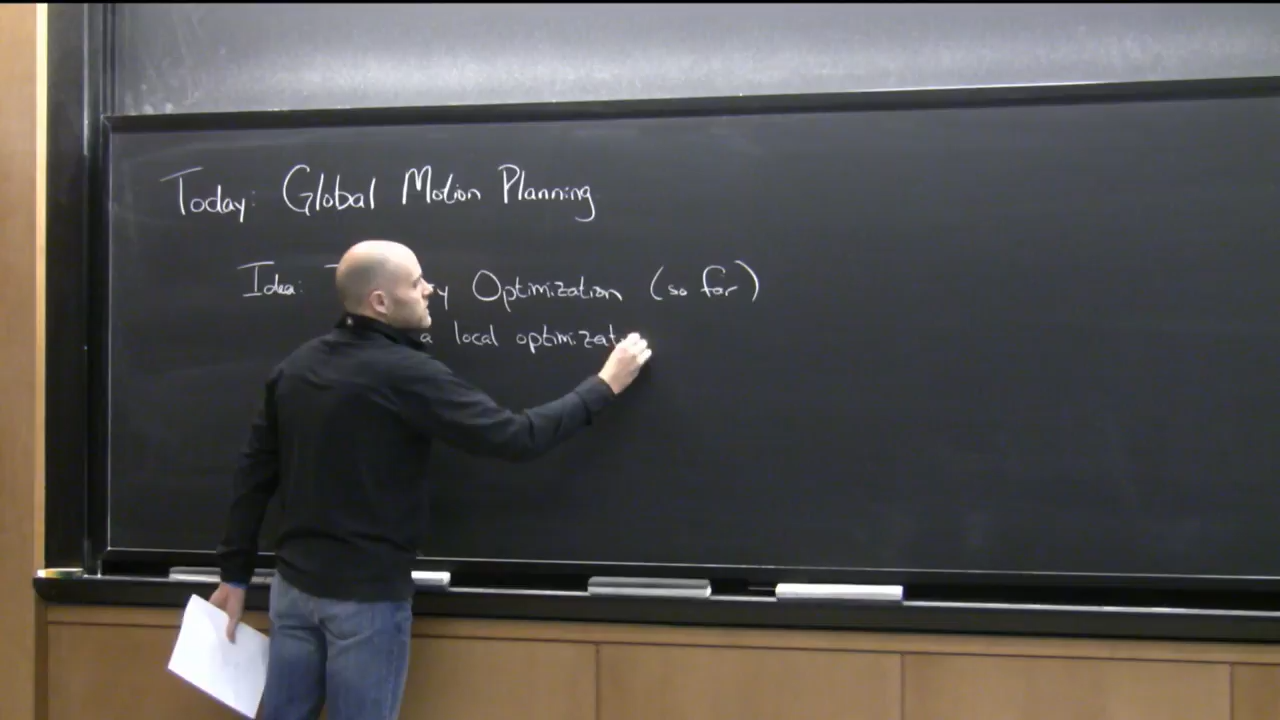 Today: Global Motion Planning
Idea: Optimization (so far)
a local optimizat